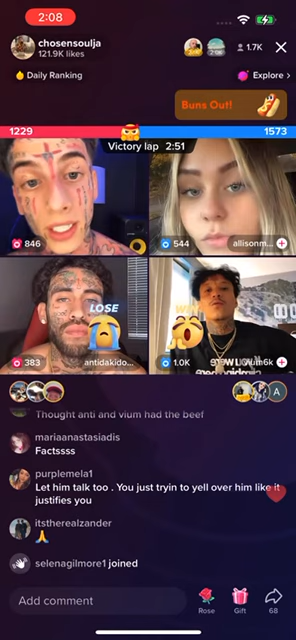 2:08
chosensoulja
121.9K likes
1.7K
Daily Ranking
Explore >
Buns Out!
1229
1573
Victory lap 2:51
846
544
allisonm...
LOSE
WIN
383
antidakido...
1.0K
A
Thought anti and vium had the beef
mariaanastasiadis
Factssss
purplemela1
Let him talk too . You just tryin to yell over him like it
justifies you
itstherealzander
🙏
selenagilmore1 joined
Add comment
Rose
Gift
68